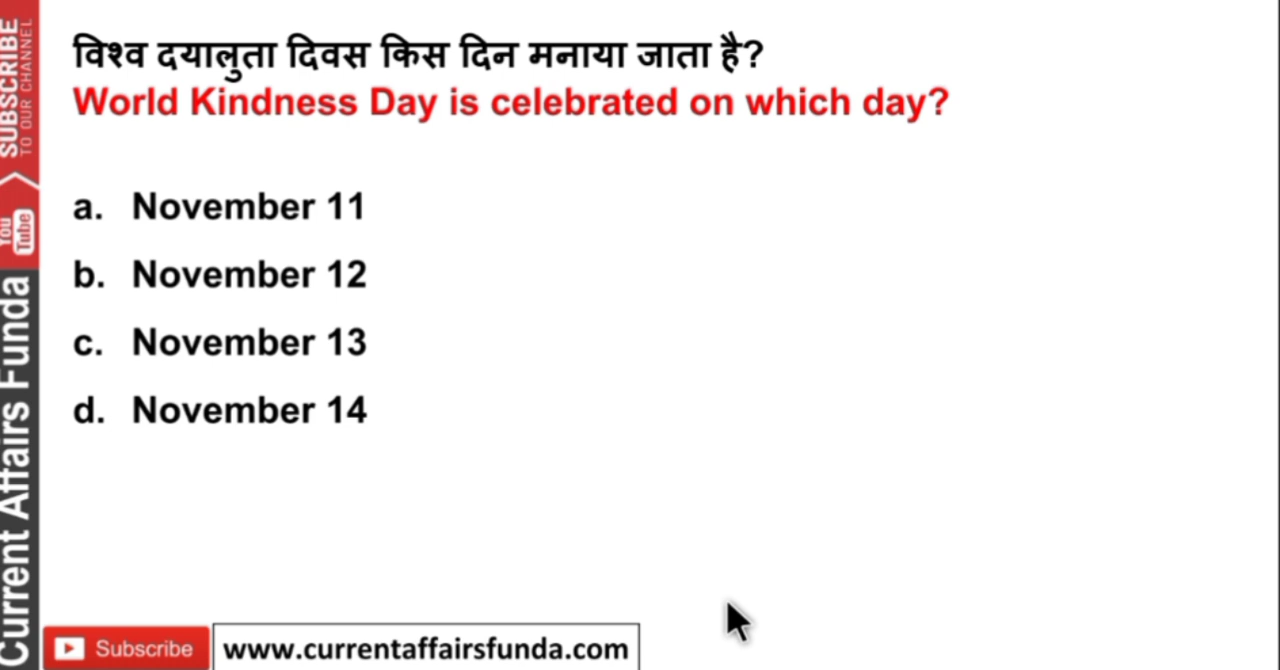 विश्व दयालुता दिवस किस दिन मनाया जाता है?
World Kindness Day is celebrated on which day?
a. November 11
b. November 12
c. November 13
d. November 14
SUBSCRIBE
TO OUR CHANNEL
You Tube
Current Affairs Funda
Subscribe
www.currentaffairsfunda.com